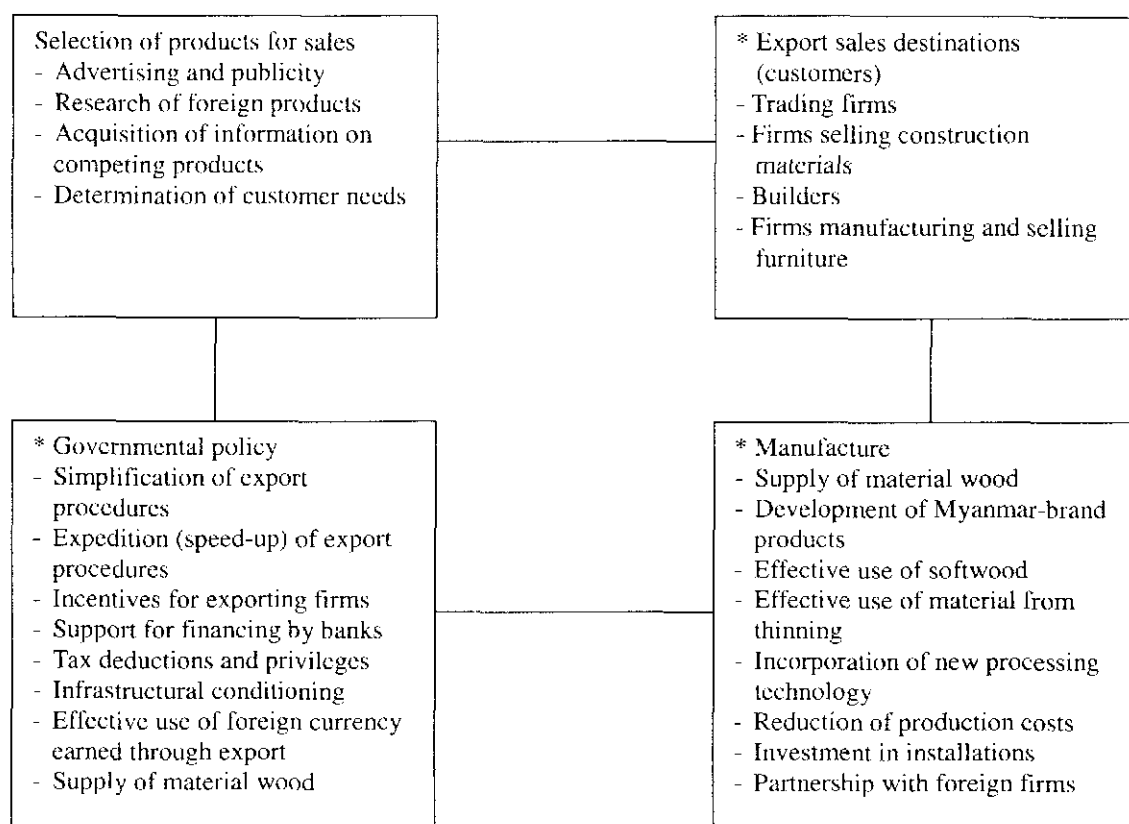 Selection of products for sales
- Advertising and publicity
- Research of foreign products
- Acquisition of information on
competing products
- Determination of customer needs
* Export sales destinations
(customers)
- Trading firms
- Firms selling construction
materials
- Builders
- Firms manufacturing and selling
furniture
* Governmental policy
- Simplification of export
procedures
- Expedition (speed-up) of export
procedures
- Incentives for exporting firms
- Support for financing by banks
- Tax deductions and privileges
- Infrastructural conditioning
- Effective use of foreign currency
earned through export
- Supply of material wood
* Manufacture
- Supply of material wood
- Development of Myanmar-brand
products
- Effective use of softwood
- Effective use of material from
thinning
- Incorporation of new processing
technology
- Reduction of production costs
- Investment in installations
- Partnership with foreign firms